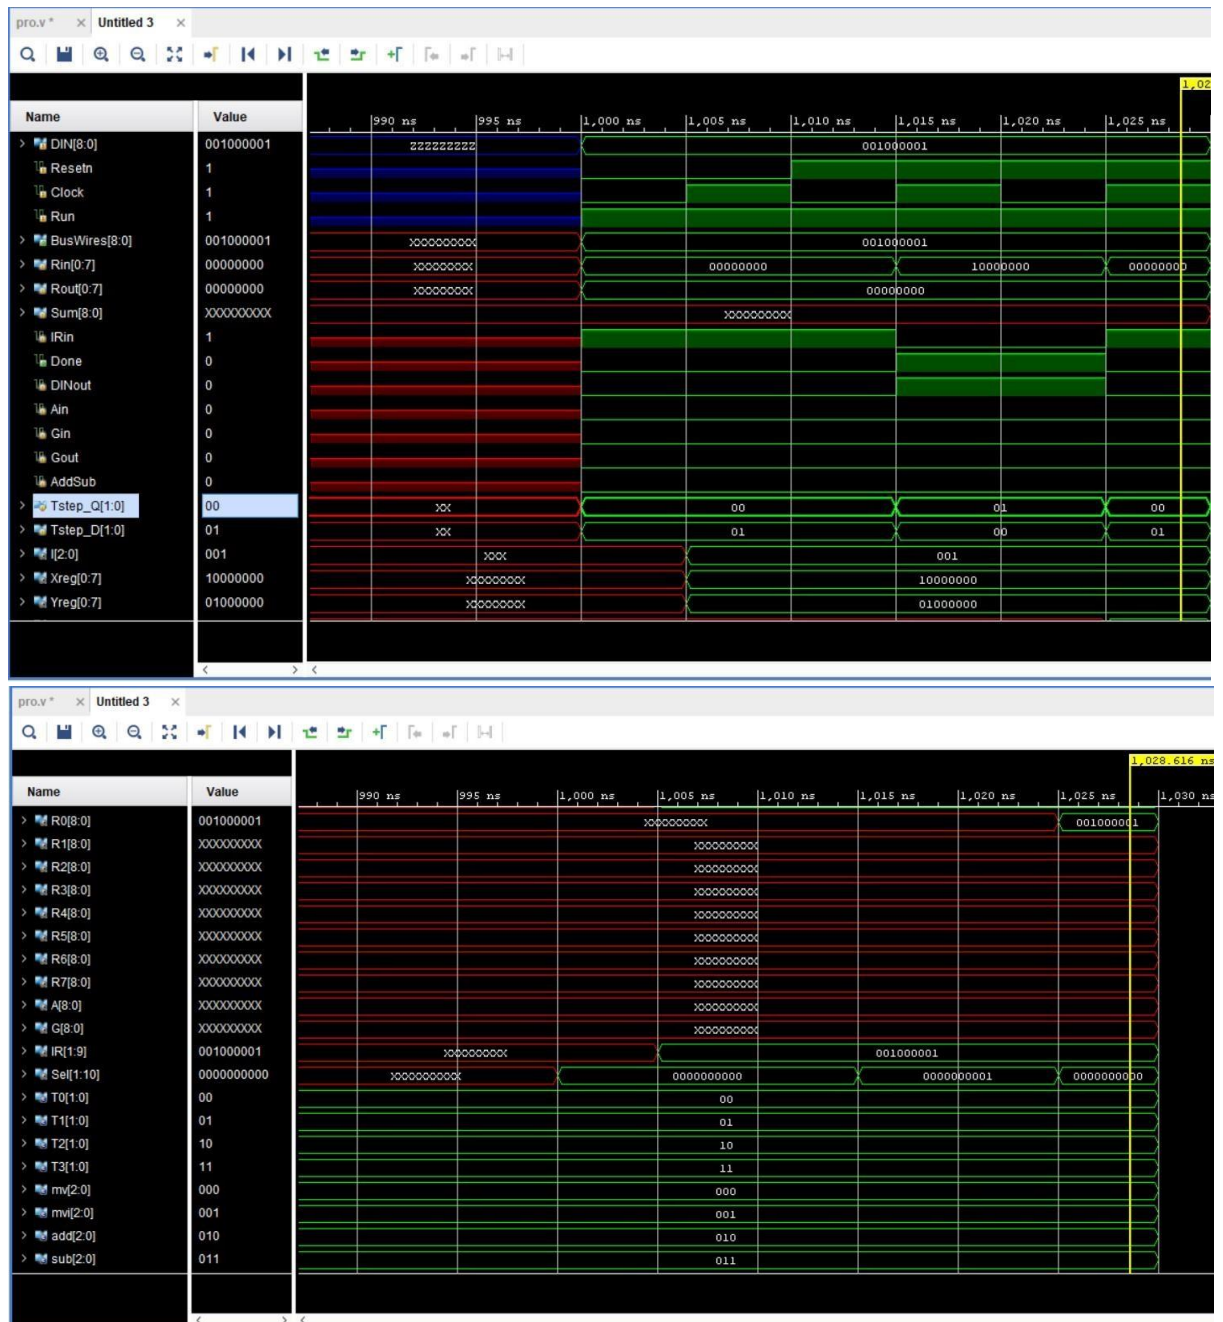 pro.v * × Untitled 3 ×
1,02
Name Value
990 ns 995 ns 1,000 ns 1,005 ns 1,010 ns 1,015 ns 1,020 ns 1,025 ns
DIN[8:0] 001000001 ZZZZZZZZZ 001000001
Resetn 1
Clock 1
Run 1
BusWires[8:0] 001000001 XXXXXXXXX 001000001
Rin[0:7] 00000000 XXXXXXXX 00000000 10000000 00000000
Rout[0:7] 00000000 XXXXXXXX 00000000
Sum[8:0] XXXXXXXXX XXXXXXXXX
IRin 1
Done 0
DINout 0
Ain 0
Gin 0
Gout 0
AddSub 0
Tstep_Q[1:0] 00 XX 00 01 00
Tstep_D[1:0] 01 XX 01 00 01
I[2:0] 001 XXX 001
Xreg[0:7] 10000000 XXXXXXXX 10000000
Yreg[0:7] 01000000 XXXXXXXX 01000000
pro.v * × Untitled 3 ×
1,028.616 ns
Name Value
990 ns 995 ns 1,000 ns 1,005 ns 1,010 ns 1,015 ns 1,020 ns 1,025 ns 1,030 ns
R0[8:0] 001000001 XXXXXXXXX 001000001
R1[8:0] XXXXXXXXX XXXXXXXXX
R2[8:0] XXXXXXXXX XXXXXXXXX
R3[8:0] XXXXXXXXX XXXXXXXXX
R4[8:0] XXXXXXXXX XXXXXXXXX
R5[8:0] XXXXXXXXX XXXXXXXXX
R6[8:0] XXXXXXXXX XXXXXXXXX
R7[8:0] XXXXXXXXX XXXXXXXXX
A[8:0] XXXXXXXXX XXXXXXXXX
G[8:0] XXXXXXXXX XXXXXXXXX
IR[1:9] 001000001 XXXXXXXXX 001000001
Sel[1:10] 0000000000 XXXXXXXXXX 0000000000 0000000001 0000000000
T0[1:0] 00 00
T1[1:0] 01 01
T2[1:0] 10 10
T3[1:0] 11 11
mv[2:0] 000 000
mvi[2:0] 001 001
add[2:0] 010 010
sub[2:0] 011 011